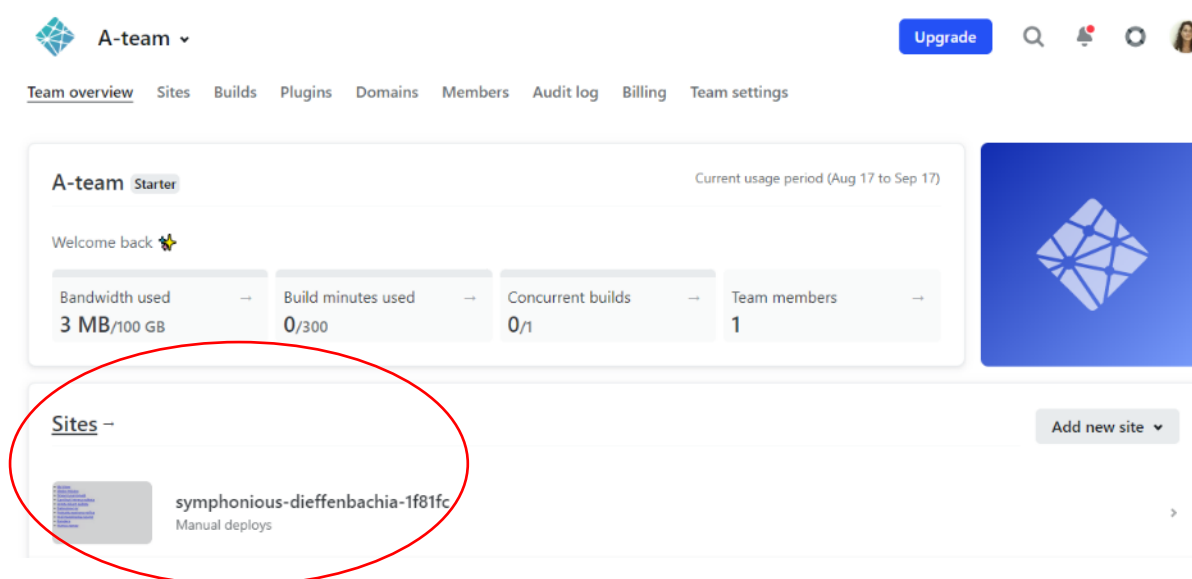 A-team
Upgrade
Team overview Sites Builds Plugins Domains Members Audit log Billing Team settings
A-team Starter
Current usage period (Aug 17 to Sep 17)
Welcome back
Bandwidth used → Build minutes used → Concurrent builds → Team members →
3 MB/100 GB 0/300 0/1 1
Sites →
Add new site
symphonious-dieffenbachia-1f81fc
Manual deploys